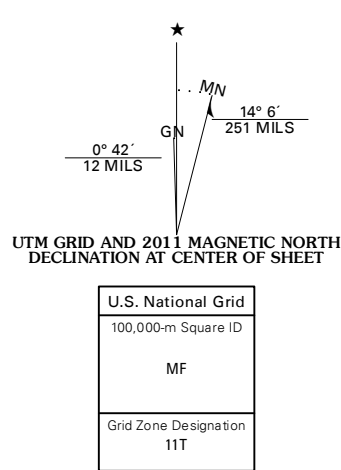 MN
GN
14° 6´
251 MILS
0° 42´
12 MILS
UTM GRID AND 2011 MAGNETIC NORTH
DECLINATION AT CENTER OF SHEET
U.S. National Grid
100,000-m Square ID
MF
Grid Zone Designation
11T